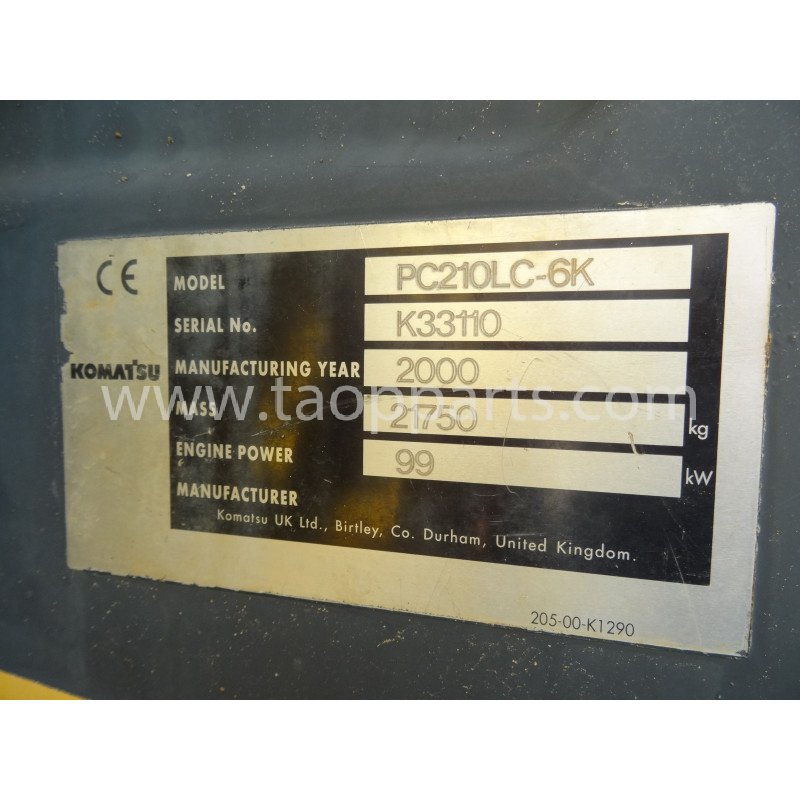 CE
MODEL PC210LC-6K
SERIAL No. K33110
KOMATSU
MANUFACTURING YEAR 2000
http://www.taopparts.com
MASS 21750 kg
ENGINE POWER 99 kW
MANUFACTURER
Komatsu UK Ltd., Birtley, Co. Durham, United Kingdom.
205-00-K1290